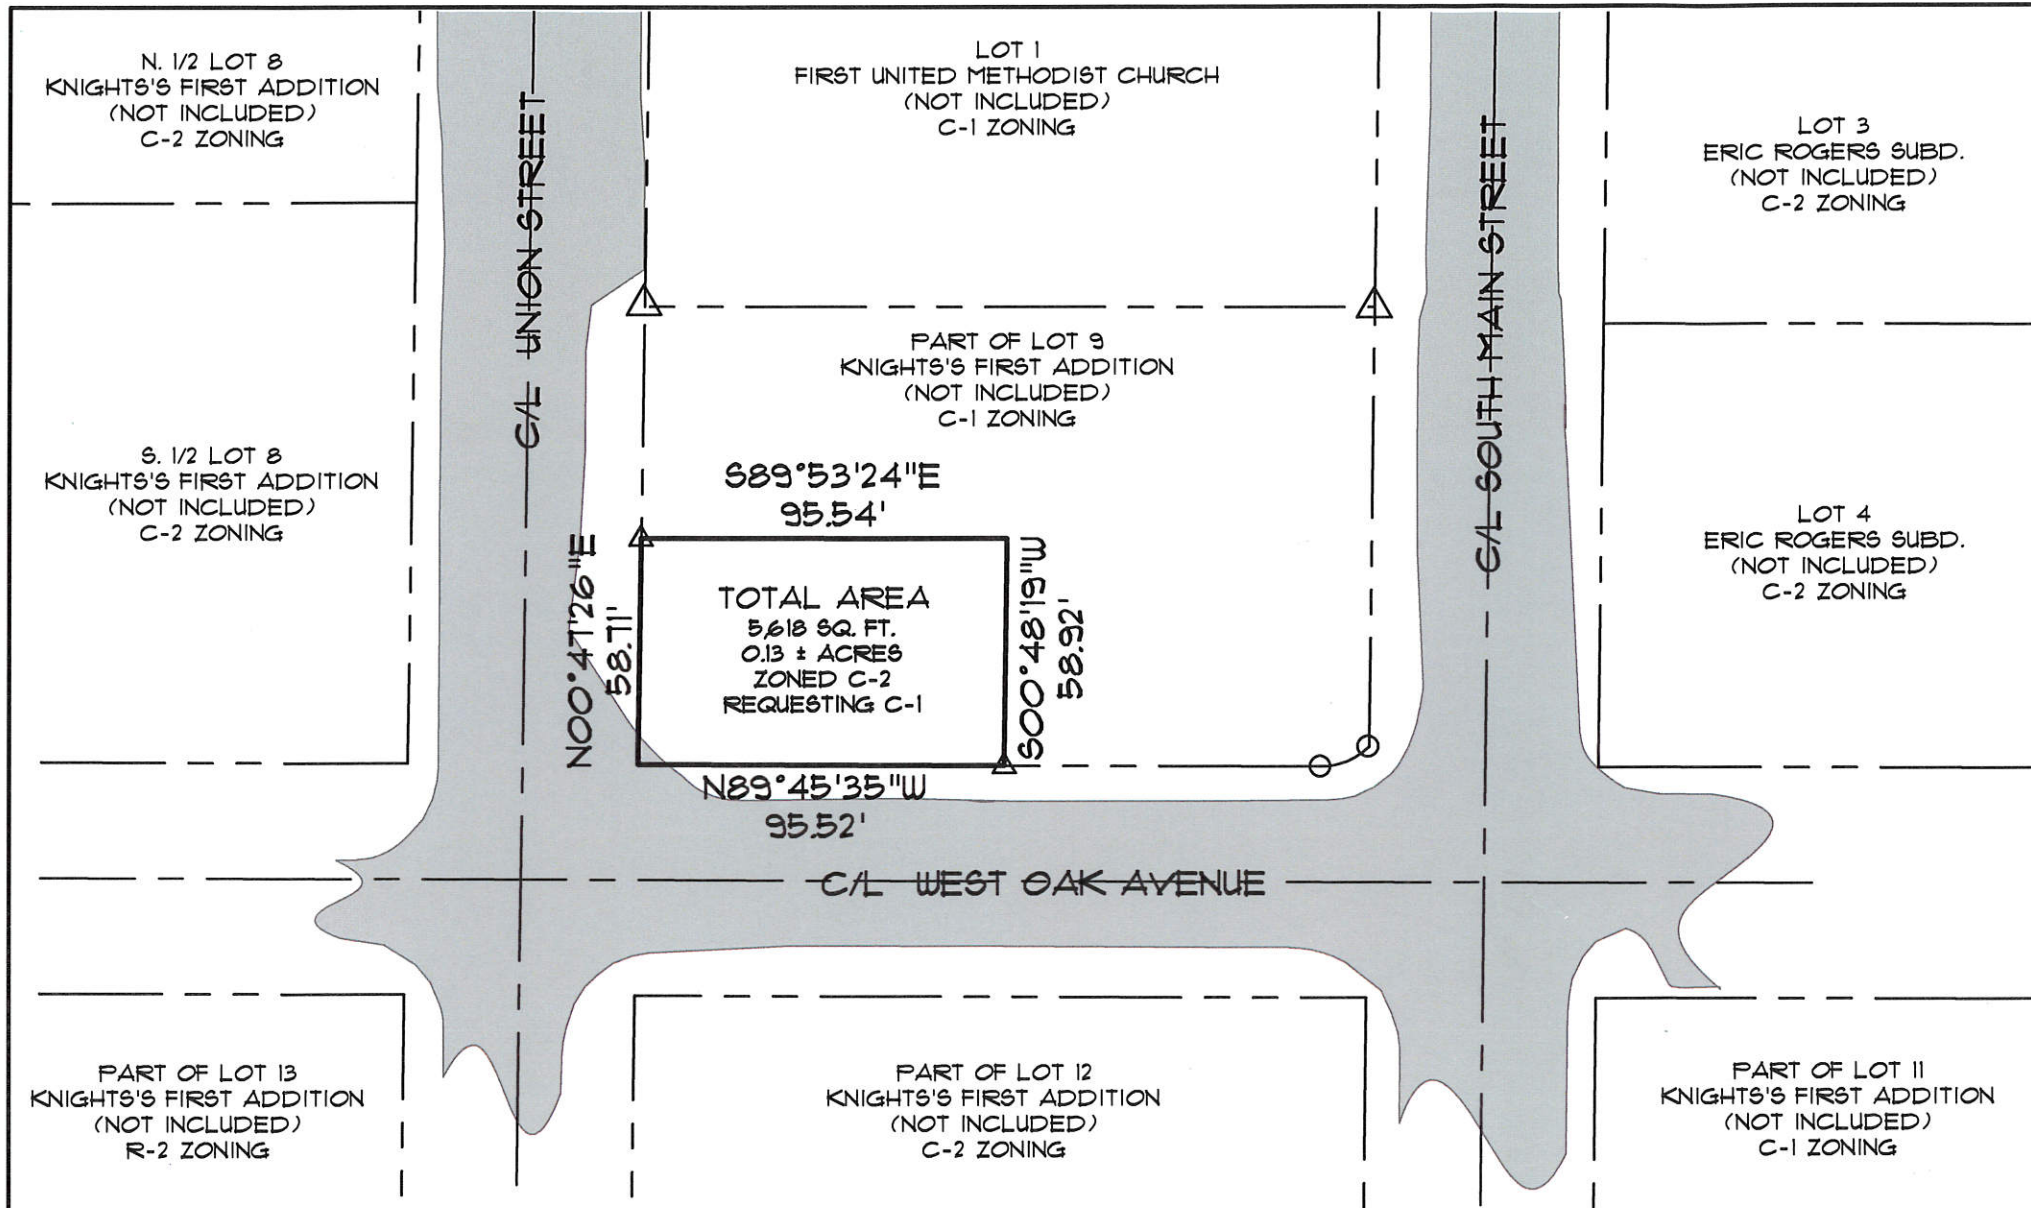 N. 1/2 LOT 8
KNIGHTS'S FIRST ADDITION
(NOT INCLUDED)
C-2 ZONING
C/L UNION STREET
LOT 1
FIRST UNITED METHODIST CHURCH
(NOT INCLUDED)
C-1 ZONING
C/L SOUTH MAIN STREET
LOT 3
ERIC ROGERS SUBD.
(NOT INCLUDED)
C-2 ZONING
PART OF LOT 9
KNIGHTS'S FIRST ADDITION
(NOT INCLUDED)
C-1 ZONING
S. 1/2 LOT 8
KNIGHTS'S FIRST ADDITION
(NOT INCLUDED)
C-2 ZONING
S89°53'24"E
95.54'
N00°47'26"E
58.71'
TOTAL AREA
5,618 SQ. FT.
0.13 ± ACRES
ZONED C-2
REQUESTING C-1
S00°48'19"W
58.92'
LOT 4
ERIC ROGERS SUBD.
(NOT INCLUDED)
C-2 ZONING
N89°45'35"W
95.52'
C/L WEST OAK AVENUE
PART OF LOT 13
KNIGHTS'S FIRST ADDITION
(NOT INCLUDED)
R-2 ZONING
PART OF LOT 12
KNIGHTS'S FIRST ADDITION
(NOT INCLUDED)
C-2 ZONING
PART OF LOT 11
KNIGHTS'S FIRST ADDITION
(NOT INCLUDED)
C-1 ZONING